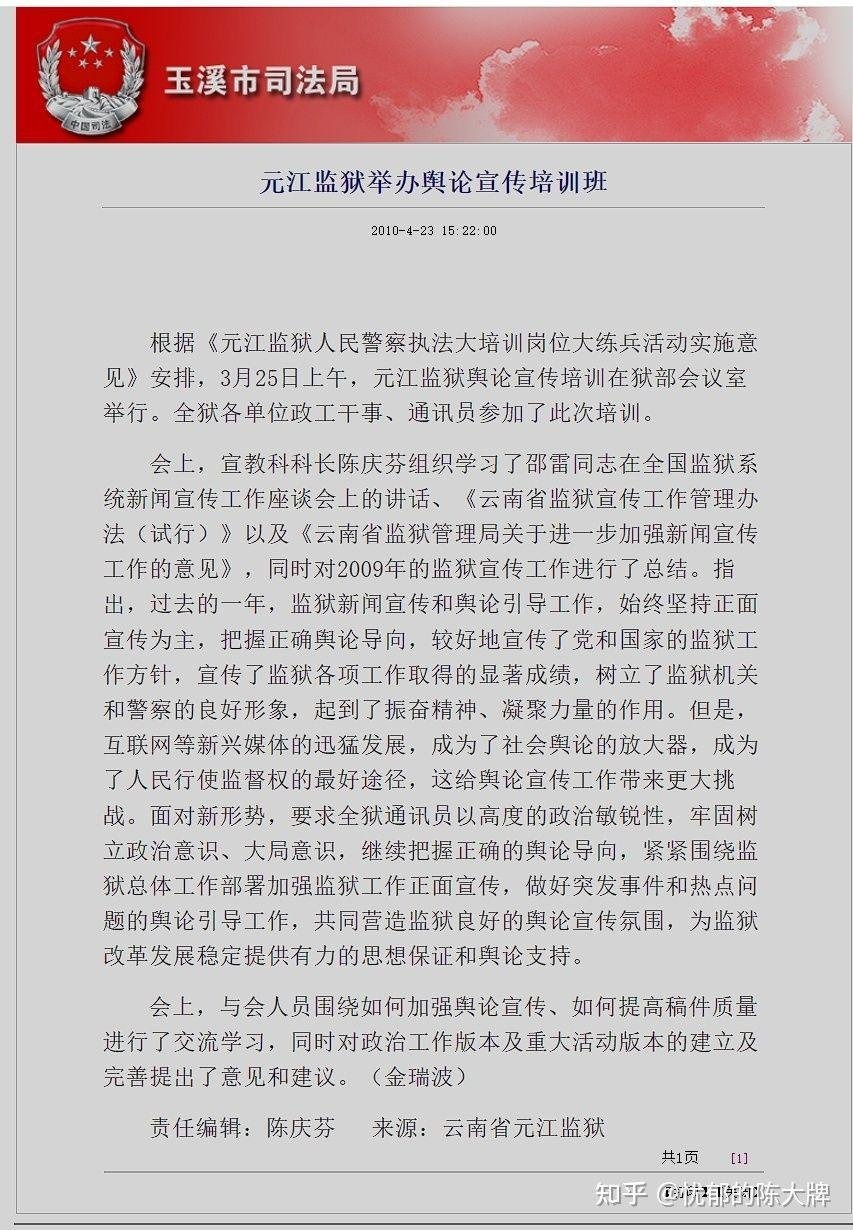 中国司法
玉溪市司法局
元江监狱举办舆论宣传培训班
2010-4-23 15:22:00
根据《元江监狱人民警察执法大培训岗位大练兵活动实施意
见》安排，3月25日上午，元江监狱舆论宣传培训在狱部会议室
举行。全狱各单位政工干事、通讯员参加了此次培训。
会上，宣教科科长陈庆芬组织学习了邵雷同志在全国监狱系
统新闻宣传工作座谈会上的讲话、《云南省监狱宣传工作管理办
法（试行）》以及《云南省监狱管理局关于进一步加强新闻宣传
工作的意见》，同时对2009年的监狱宣传工作进行了总结。指
出，过去的一年，监狱新闻宣传和舆论引导工作，始终坚持正面
宣传为主，把握正确舆论导向，较好地宣传了党和国家的监狱工
作方针，宣传了监狱各项工作取得的显著成绩，树立了监狱机关
和警察的良好形象，起到了振奋精神、凝聚力量的作用。但是，
互联网等新兴媒体的迅猛发展，成为了社会舆论的放大器，成为
了人民行使监督权的最好途径，这给舆论宣传工作带来更大挑
战。面对新形势，要求全狱通讯员以高度的政治敏锐性，牢固树
立政治意识、大局意识，继续把握正确的舆论导向，紧紧围绕监
狱总体工作部署加强监狱工作正面宣传，做好突发事件和热点问
题的舆论引导工作，共同营造监狱良好的舆论宣传氛围，为监狱
改革发展稳定提供有力的思想保证和舆论支持。
会上，与会人员围绕如何加强舆论宣传、如何提高稿件质量
进行了交流学习，同时对政治工作版本及重大活动版本的建立及
完善提出了意见和建议。（金瑞波）
责任编辑：陈庆芬 来源：云南省元江监狱
共1页 [1]
知乎 @忧郁的陈大牌